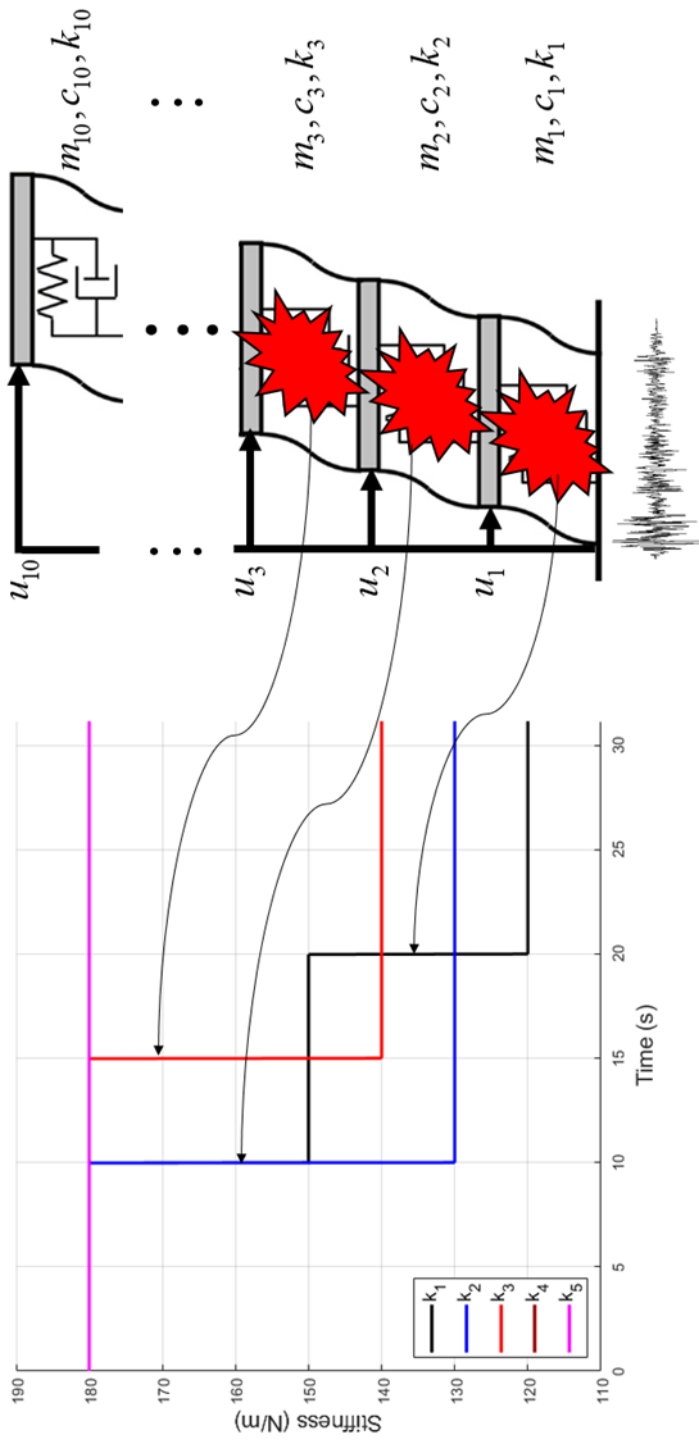 Stiffness (N/m)
190
180
170
160
150
140
130
120
110
0
5
10
15
20
25
30
Time (s)
k₁
k₂
k₃
k₄
k₅
u₁₀
u₃
u₂
u₁
m₁₀, c₁₀, k₁₀
m₃, c₃, k₃
m₂, c₂, k₂
m₁, c₁, k₁